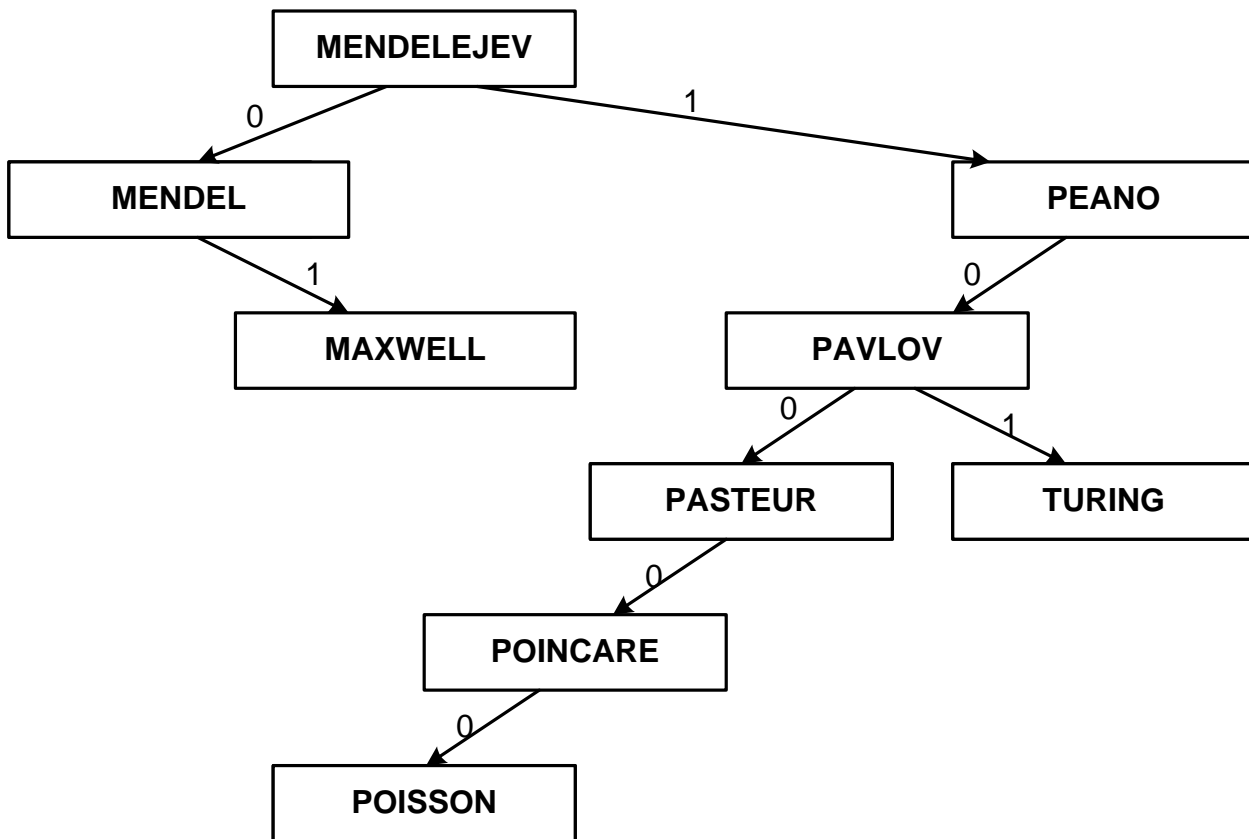 MENDELEJEV
0
1
MENDEL
PEANO
1
0
MAXWELL
PAVLOV
0
1
PASTEUR
TURING
0
POINCARE
0
POISSON